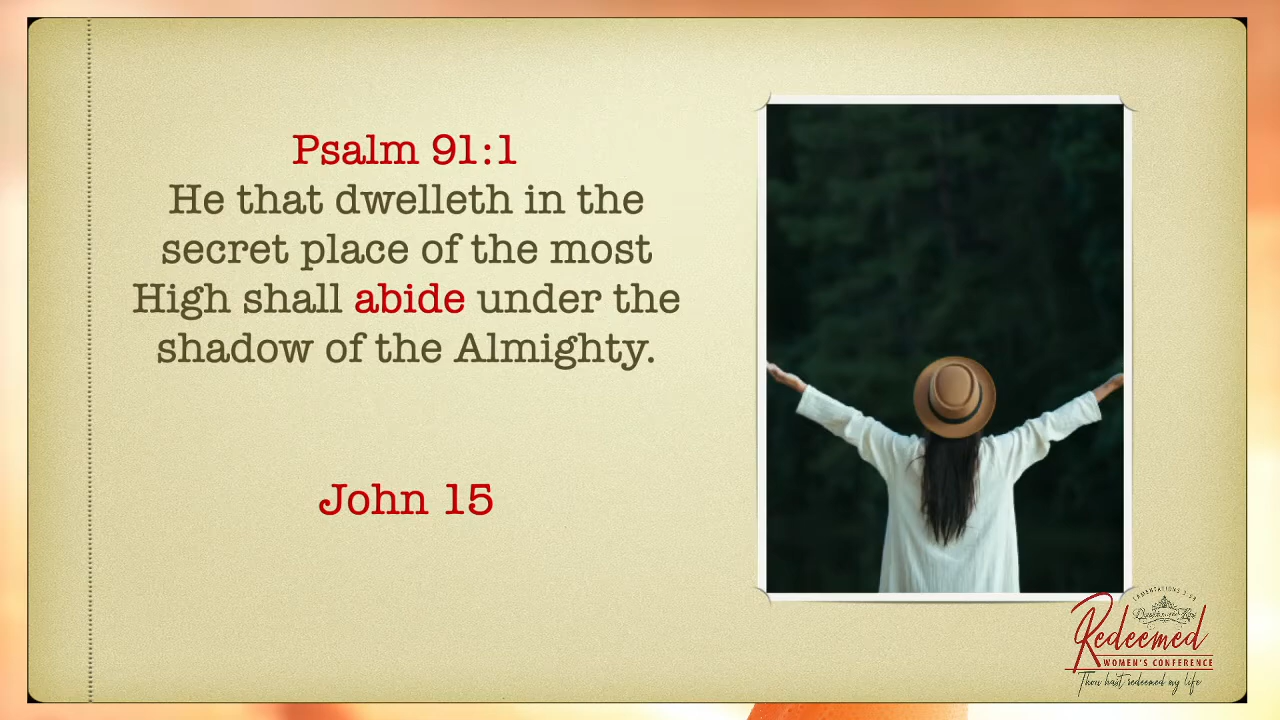 Psalm 91:1
He that dwelleth in the
secret place of the most
High shall abide under the
shadow of the Almighty.
John 15
Redeemed
WOMEN'S CONFERENCE
Thou hast redeemed my life